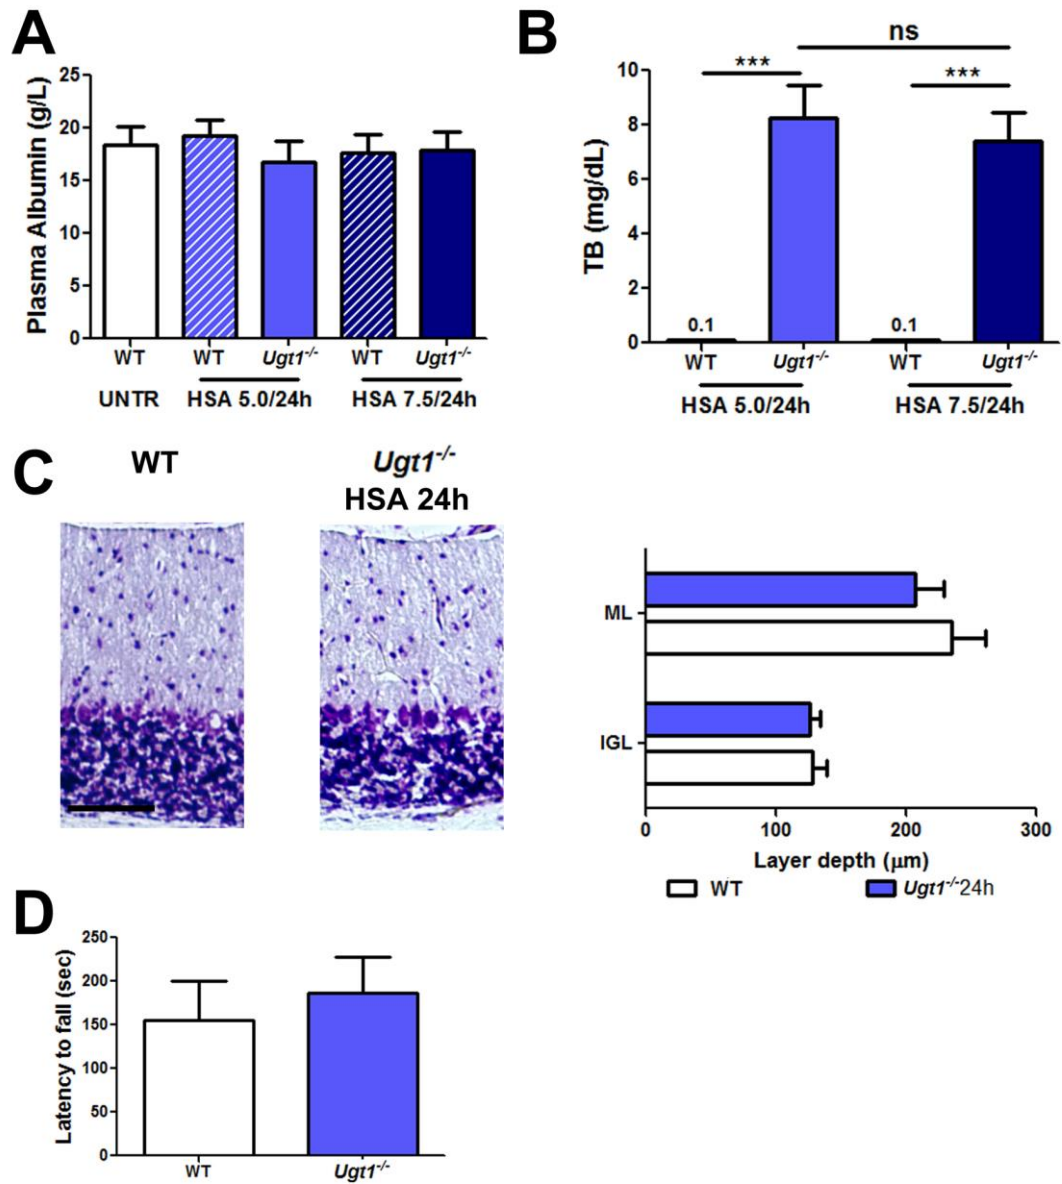 A
Plasma Albumin (g/L)
25
20
15
10
5
0
WT WT Ugt1-/- WT Ugt1-/-
UNTR HSA 5.0/24h HSA 7.5/24h
B
TB (mg/dL)
ns
*** ***
10
8
6
4
2
0
0.1 0.1
WT Ugt1-/- WT Ugt1-/-
HSA 5.0/24h HSA 7.5/24h
C
WT Ugt1-/-
HSA 24h
ML
IGL
0 100 200 300
Layer depth (μm)
WT Ugt1-/-24h
D
Latency to fall (sec)
250
200
150
100
50
0
WT Ugt1-/-